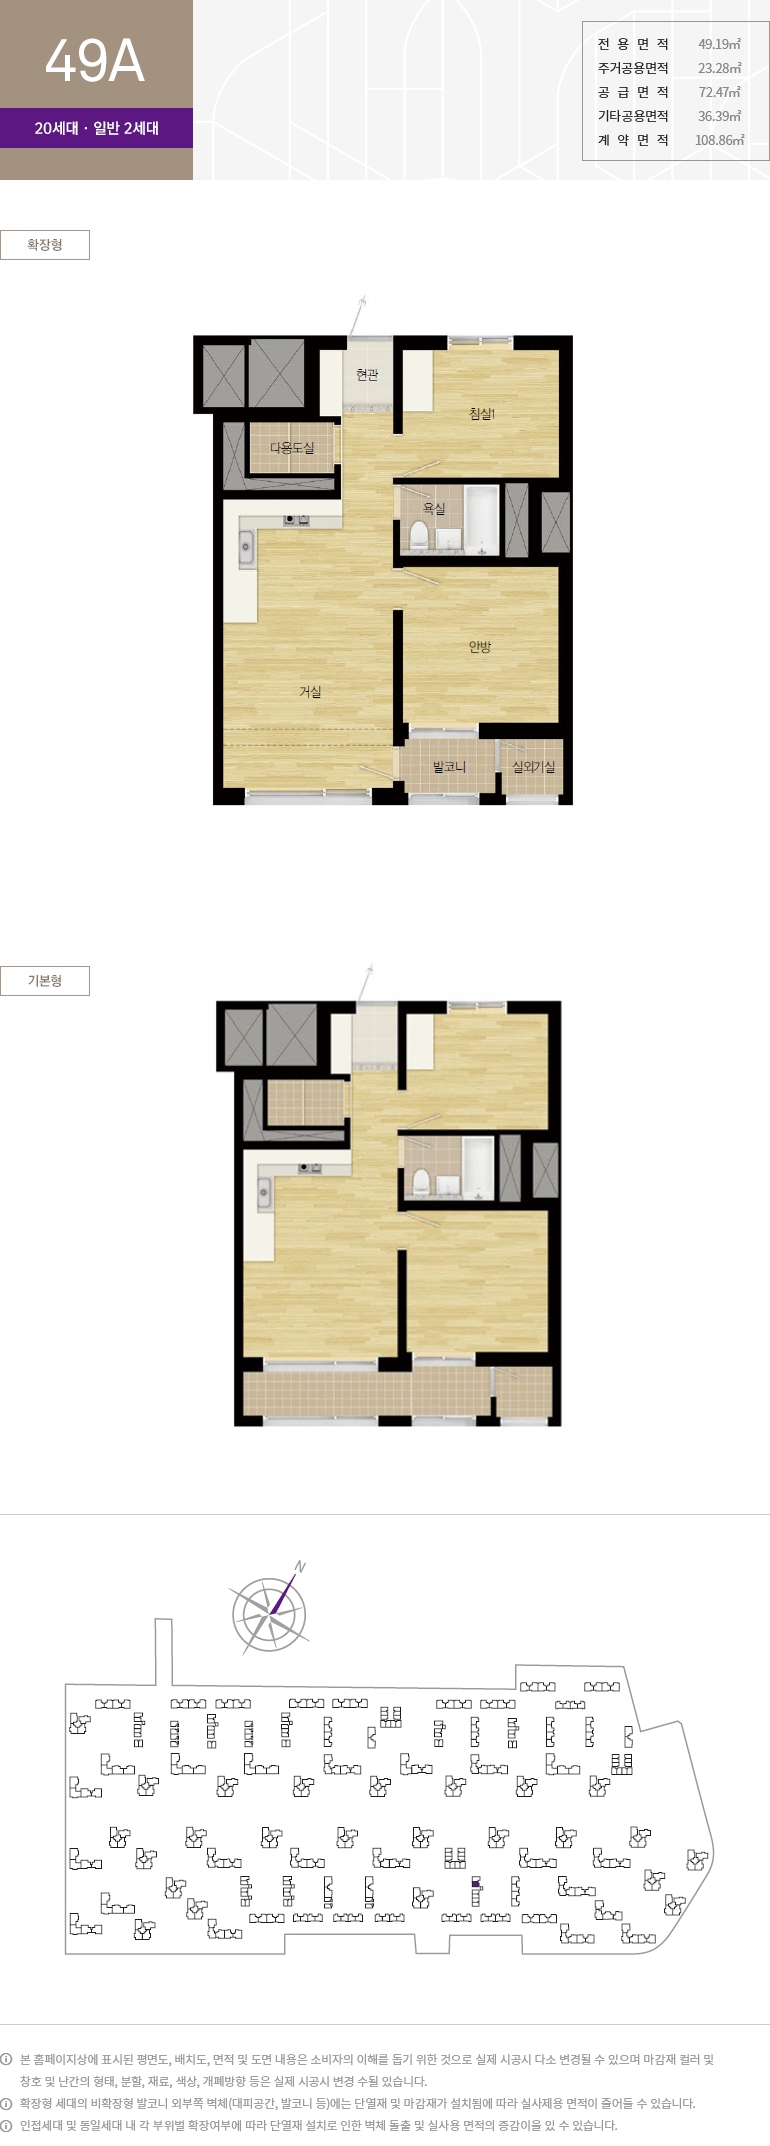 49A
20세대 · 일반 2세대
전 용 면 적 49.19㎡
주거공용면적 23.28㎡
공 급 면 적 72.47㎡
기타공용면적 36.39㎡
계 약 면 적 108.86㎡
확장형
현관
침실1
다용도실
욕실
안방
거실
발코니
실외기실
기본형
N
본 홈페이지상에 표시된 평면도, 배치도, 면적 및 도면 내용은 소비자의 이해를 돕기 위한 것으로 실제 시공시 다소 변경될 수 있으며 마감재 컬러 및
창호 및 난간의 형태, 분할, 재료, 색상, 개폐방향 등은 실제 시공시 변경 수될 있습니다.
확장형 세대의 비확장형 발코니 외부쪽 벽체(대피공간, 발코니 등)에는 단열재 및 마감재가 설치됨에 따라 실사제용 면적이 줄어들 수 있습니다.
인접세대 및 동일세대 내 각 부위별 확장여부에 따라 단열재 설치로 인한 벽체 돌출 및 실사용 면적의 증감이을 있 수 있습니다.